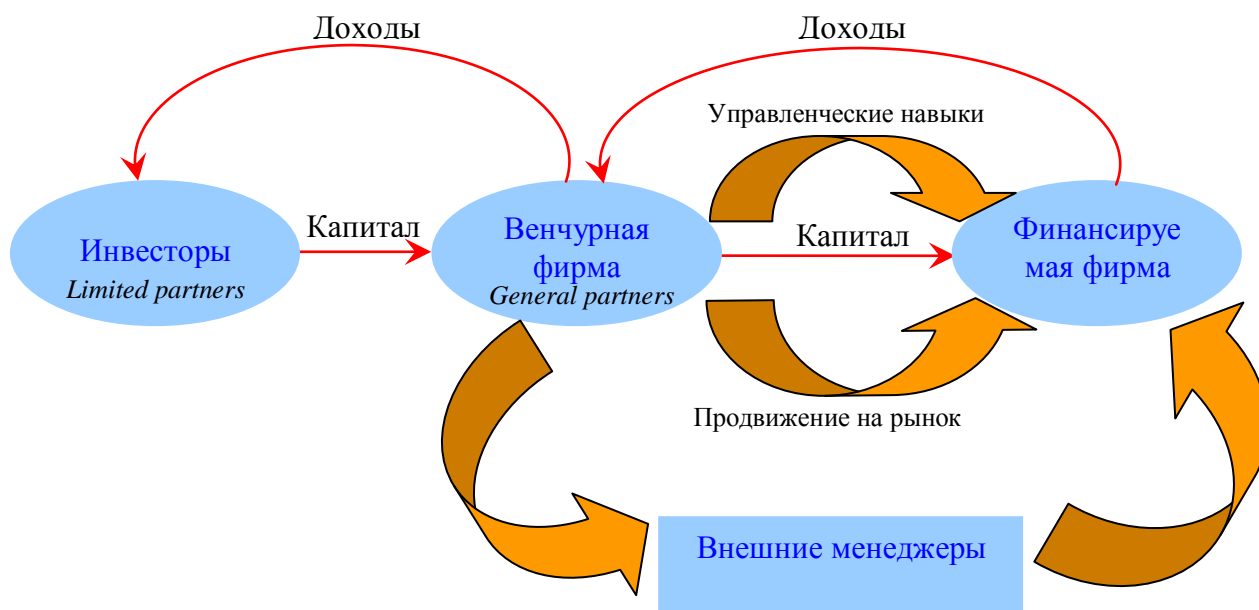 Доходы
Доходы
Управленческие навыки
Инвесторы
Limited partners
Капитал
Венчурная
фирма
General partners
Капитал
Финансируе
мая фирма
Продвижение на рынок
Внешние менеджеры